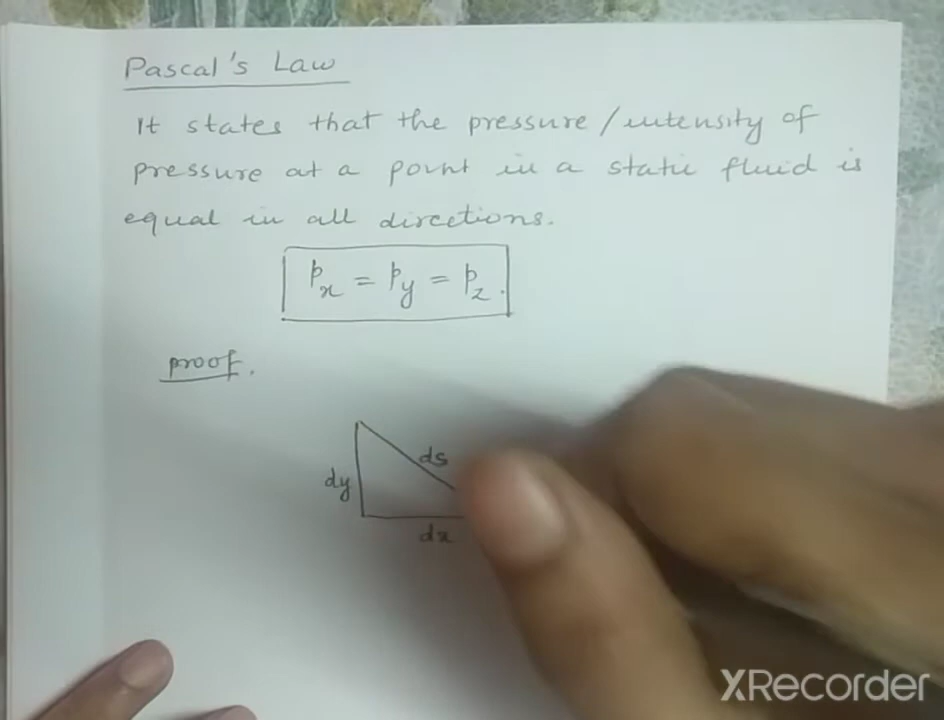 Pascal's Law
It states that the pressure / intensity of
pressure at a point in a static fluid is
equal in all directions.
px = py = pz.
proof.
ds
dy
dx
XRecorder